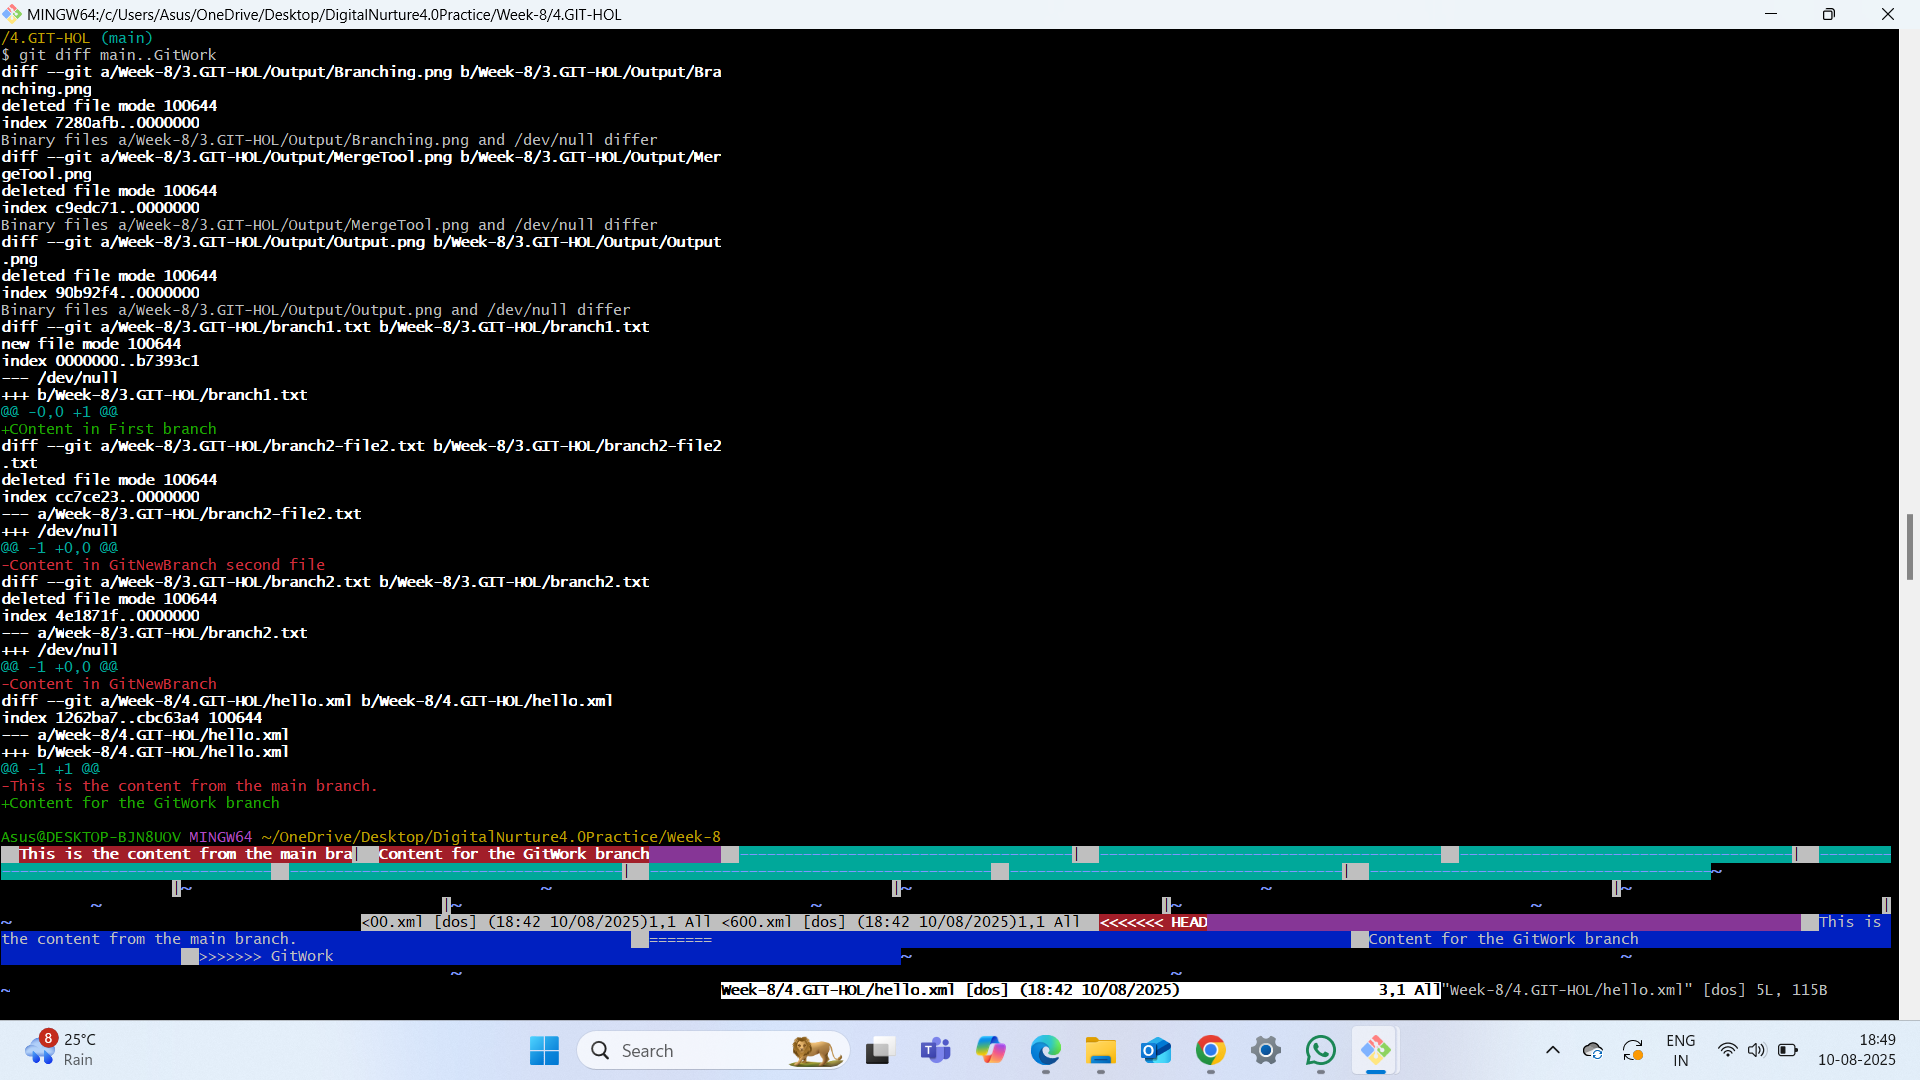 MINGW64:/c/Users/Asus/OneDrive/Desktop/DigitalNurture4.0Practice/Week-8/4.GIT-HOL
/4.GIT-HOL (main)
$ git diff main..GitWork
diff --git a/Week-8/3.GIT-HOL/Output/Branching.png b/Week-8/3.GIT-HOL/Output/Bra
nching.png
deleted file mode 100644
index 7280afb..0000000
Binary files a/Week-8/3.GIT-HOL/Output/Branching.png and /dev/null differ
diff --git a/Week-8/3.GIT-HOL/Output/MergeTool.png b/Week-8/3.GIT-HOL/Output/Mer
geTool.png
deleted file mode 100644
index c9edc71..0000000
Binary files a/Week-8/3.GIT-HOL/Output/MergeTool.png and /dev/null differ
diff --git a/Week-8/3.GIT-HOL/Output/Output.png b/Week-8/3.GIT-HOL/Output/Output
.png
deleted file mode 100644
index 90b92f4..0000000
Binary files a/Week-8/3.GIT-HOL/Output/Output.png and /dev/null differ
diff --git a/Week-8/3.GIT-HOL/branch1.txt b/Week-8/3.GIT-HOL/branch1.txt
new file mode 100644
index 0000000..b7393c1
--- /dev/null
+++ b/Week-8/3.GIT-HOL/branch1.txt
@@ -0,0 +1 @@
+COntent in First branch
diff --git a/Week-8/3.GIT-HOL/branch2-file2.txt b/Week-8/3.GIT-HOL/branch2-file2
.txt
deleted file mode 100644
index cc7ce23..0000000
--- a/Week-8/3.GIT-HOL/branch2-file2.txt
+++ /dev/null
@@ -1 +0,0 @@
-Content in GitNewBranch second file
diff --git a/Week-8/3.GIT-HOL/branch2.txt b/Week-8/3.GIT-HOL/branch2.txt
deleted file mode 100644
index 4e1871f..0000000
--- a/Week-8/3.GIT-HOL/branch2.txt
+++ /dev/null
@@ -1 +0,0 @@
-Content in GitNewBranch
diff --git a/Week-8/4.GIT-HOL/hello.xml b/Week-8/4.GIT-HOL/hello.xml
index 1262ba7..cbc63a4 100644
--- a/Week-8/4.GIT-HOL/hello.xml
+++ b/Week-8/4.GIT-HOL/hello.xml
@@ -1 +1 @@
-This is the content from the main branch.
+Content for the GitWork branch
Asus@DESKTOP-BJN8UOV MINGW64 ~/OneDrive/Desktop/DigitalNurture4.0Practice/Week-8
This is the content from the main bra| Content for the GitWork branch
~
|~ ~ |~ ~ |~
~ |~ ~ |~ ~ |
~ <00.xml [dos] (18:42 10/08/2025)1,1 All <600.xml [dos] (18:42 10/08/2025)1,1 All <<<<<<< HEAD This is
the content from the main branch. ======= Content for the GitWork branch
>>>>>>> GitWork ~ ~
~ ~
~ Week-8/4.GIT-HOL/hello.xml [dos] (18:42 10/08/2025) 3,1 All"Week-8/4.GIT-HOL/hello.xml" [dos] 5L, 115B
8
25°C
Rain
Search
ENG
IN
18:49
10-08-2025